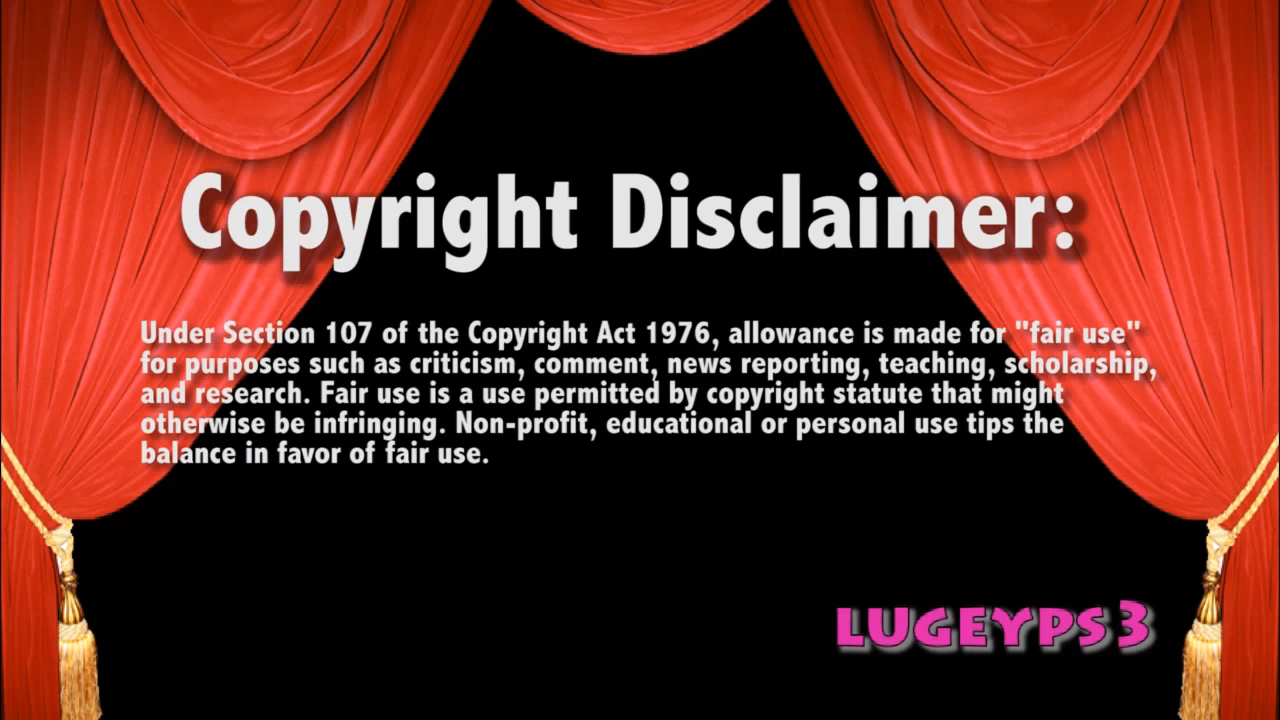 Copyright Disclaimer:
Under Section 107 of the Copyright Act 1976, allowance is made for "fair use"
for purposes such as criticism, comment, news reporting, teaching, scholarship,
and research. Fair use is a use permitted by copyright statute that might
otherwise be infringing. Non-profit, educational or personal use tips the
balance in favor of fair use.
LUGEYPS3